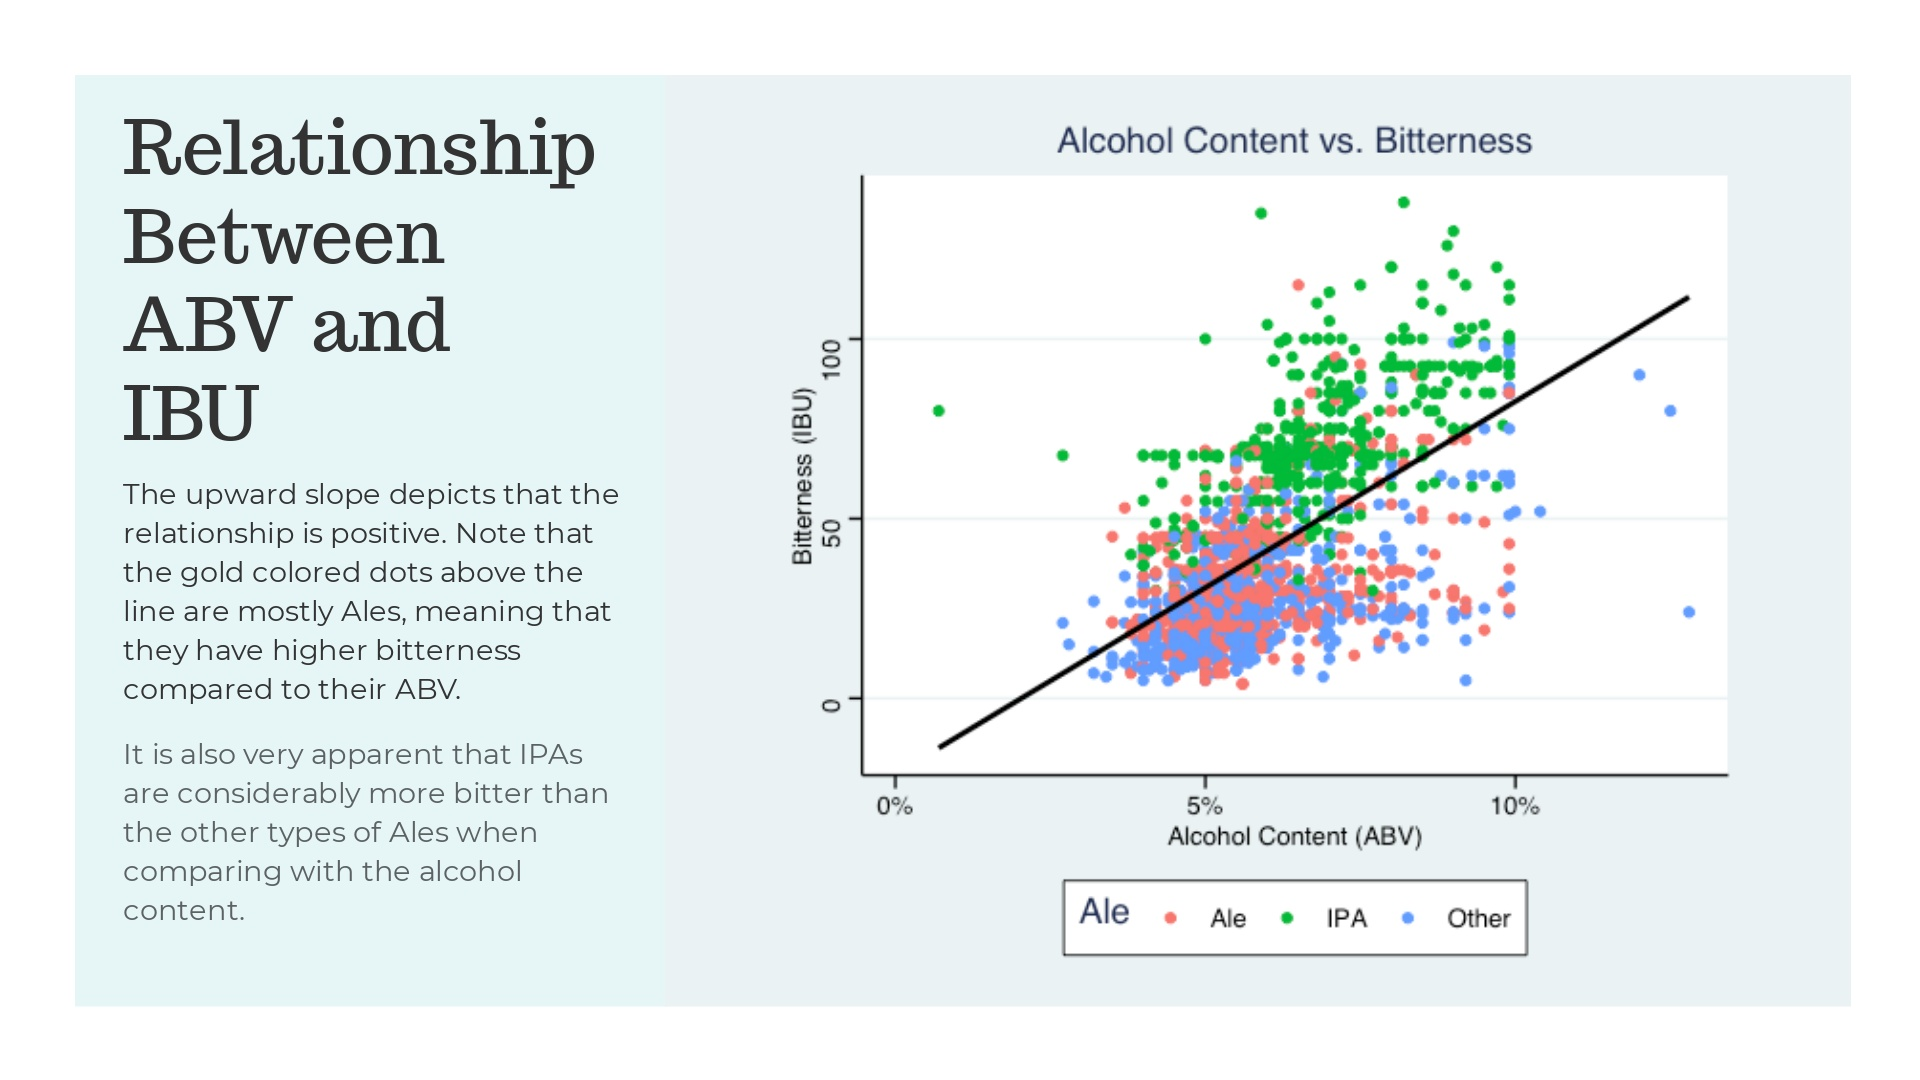 Relationship
Between
ABV and
IBU
The upward slope depicts that the
relationship is positive. Note that
the gold colored dots above the
line are mostly Ales, meaning that
they have higher bitterness
compared to their ABV.
It is also very apparent that IPAs
are considerably more bitter than
the other types of Ales when
comparing with the alcohol
content.
Alcohol Content vs. Bitterness
Bitterness (IBU)
100
50
0
0% 5% 10%
Alcohol Content (ABV)
Ale Ale IPA Other